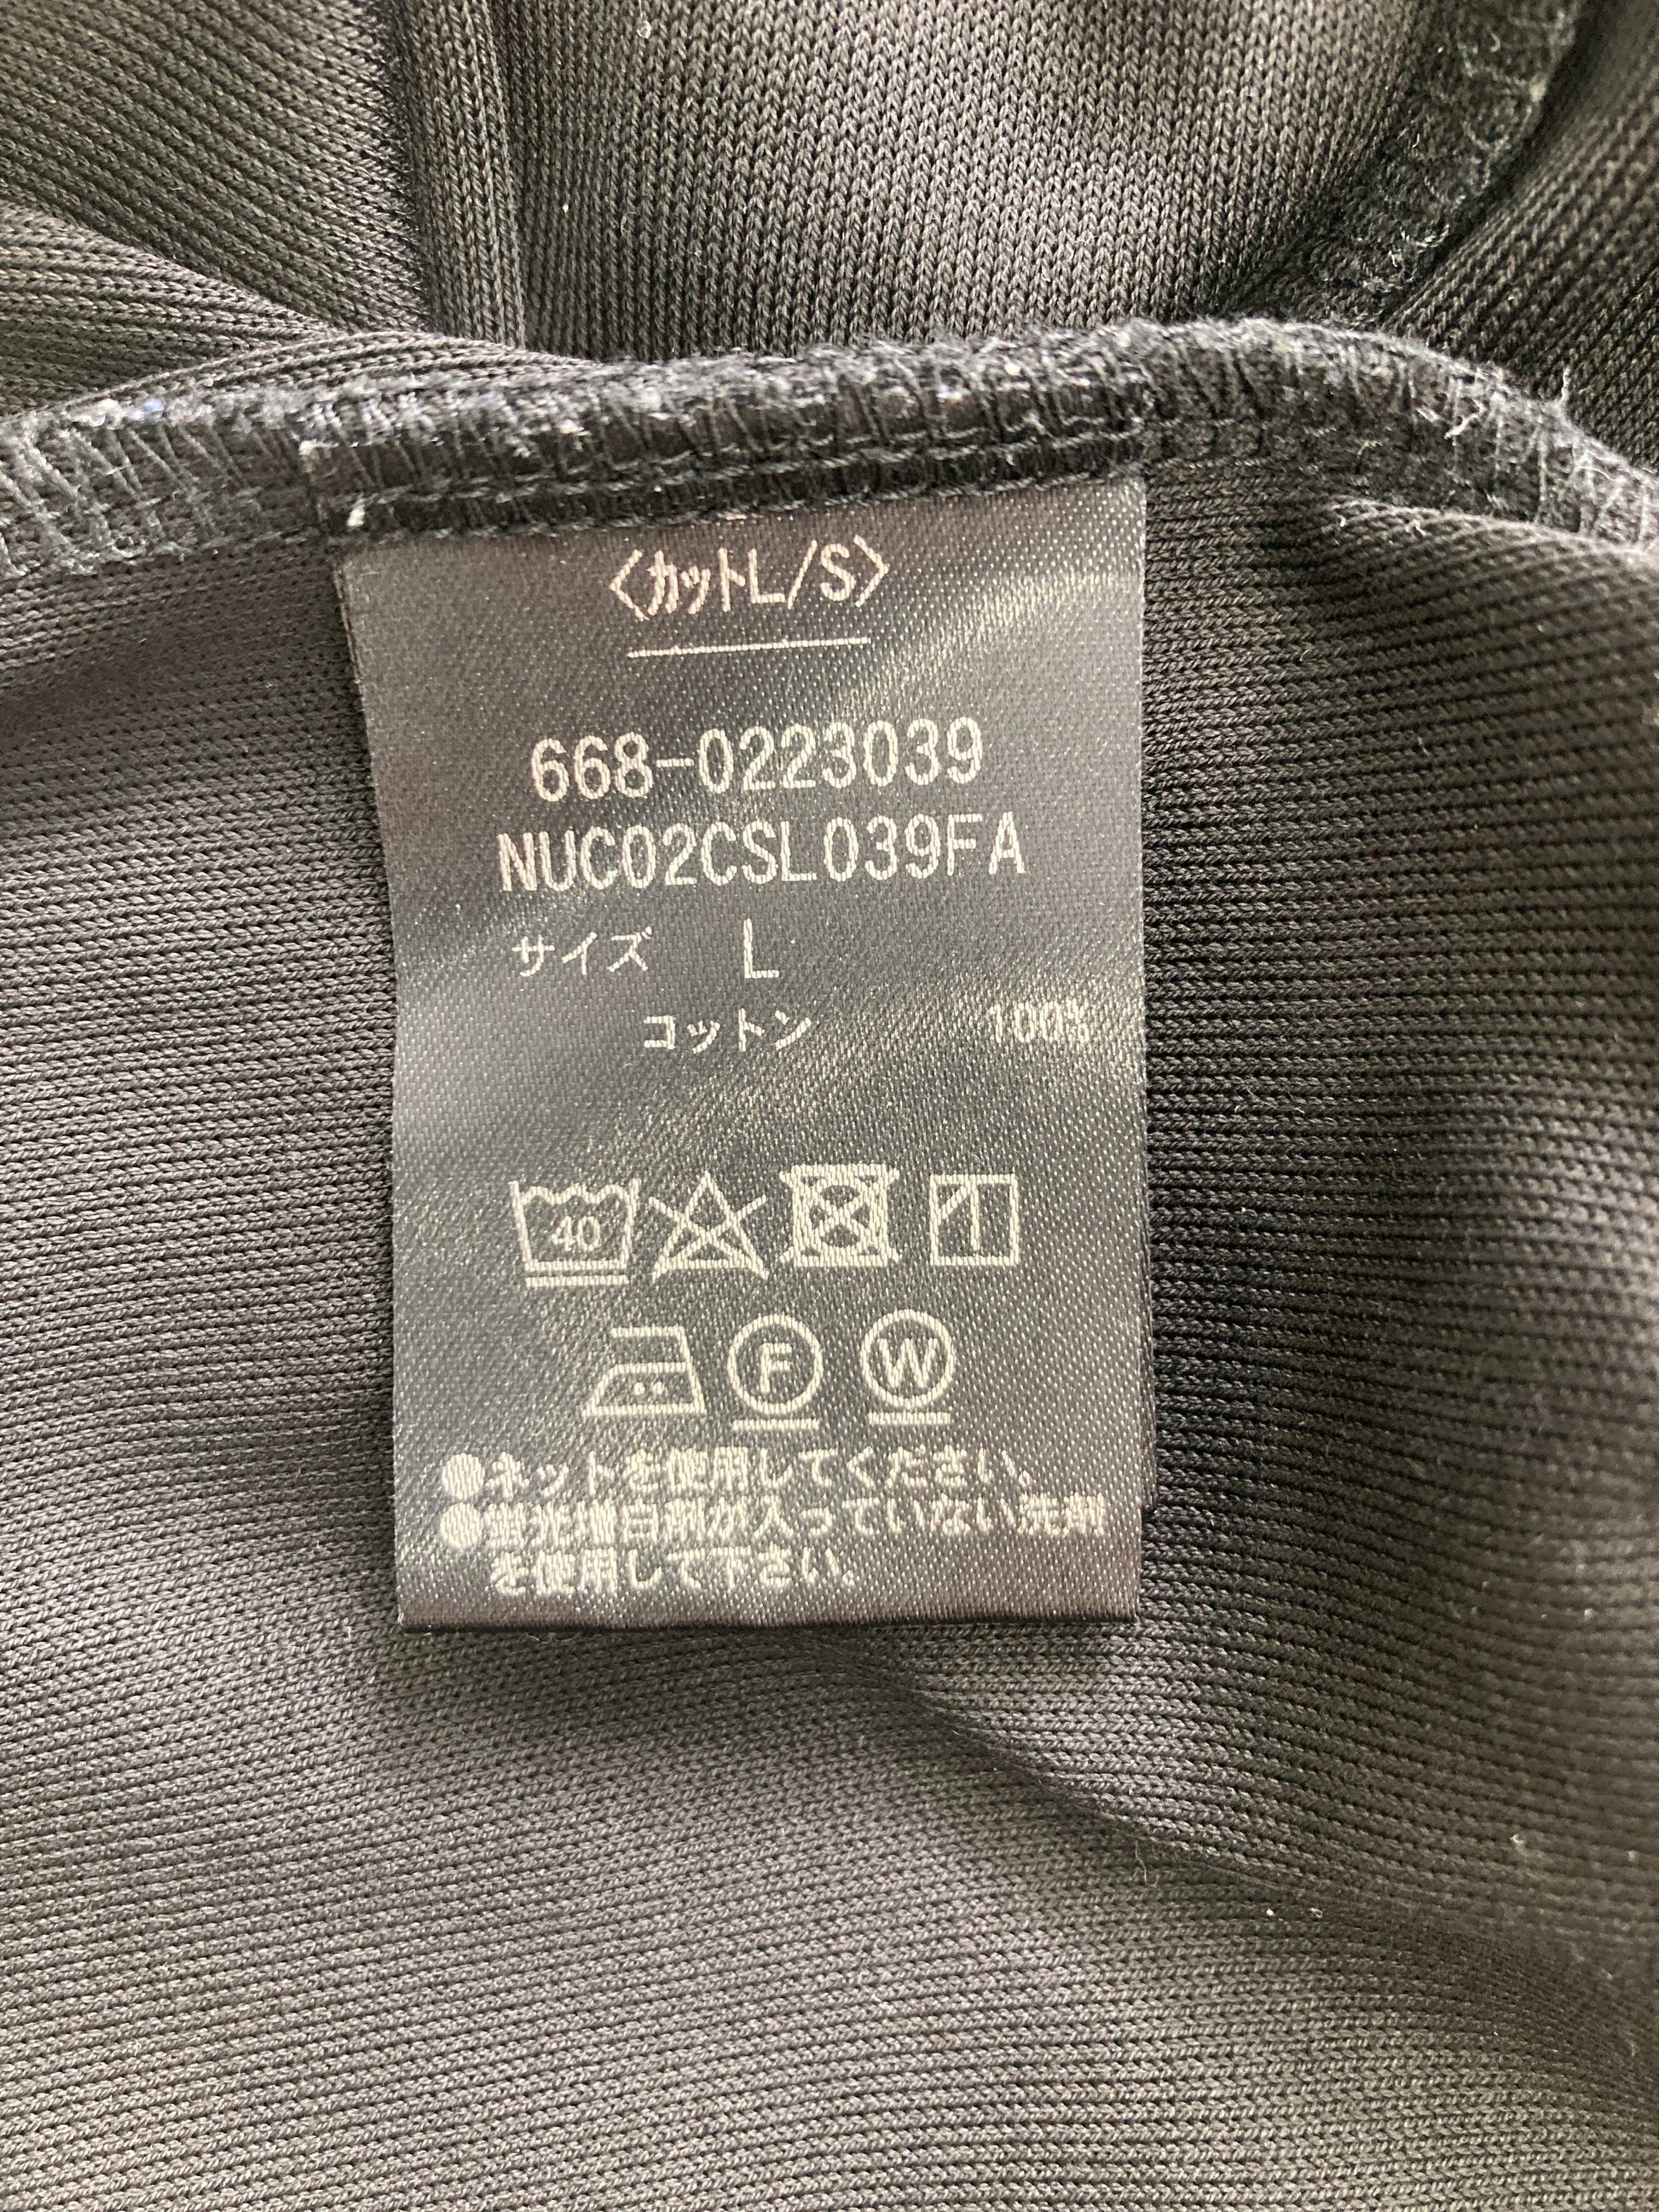 〈カットL/S〉
668-0223039
NUC02CSL039FA
サイズ L
コットン 100%
40
F W
●ネットを使用してください。
●蛍光増白剤が入っていない洗剤
を使用して下さい。